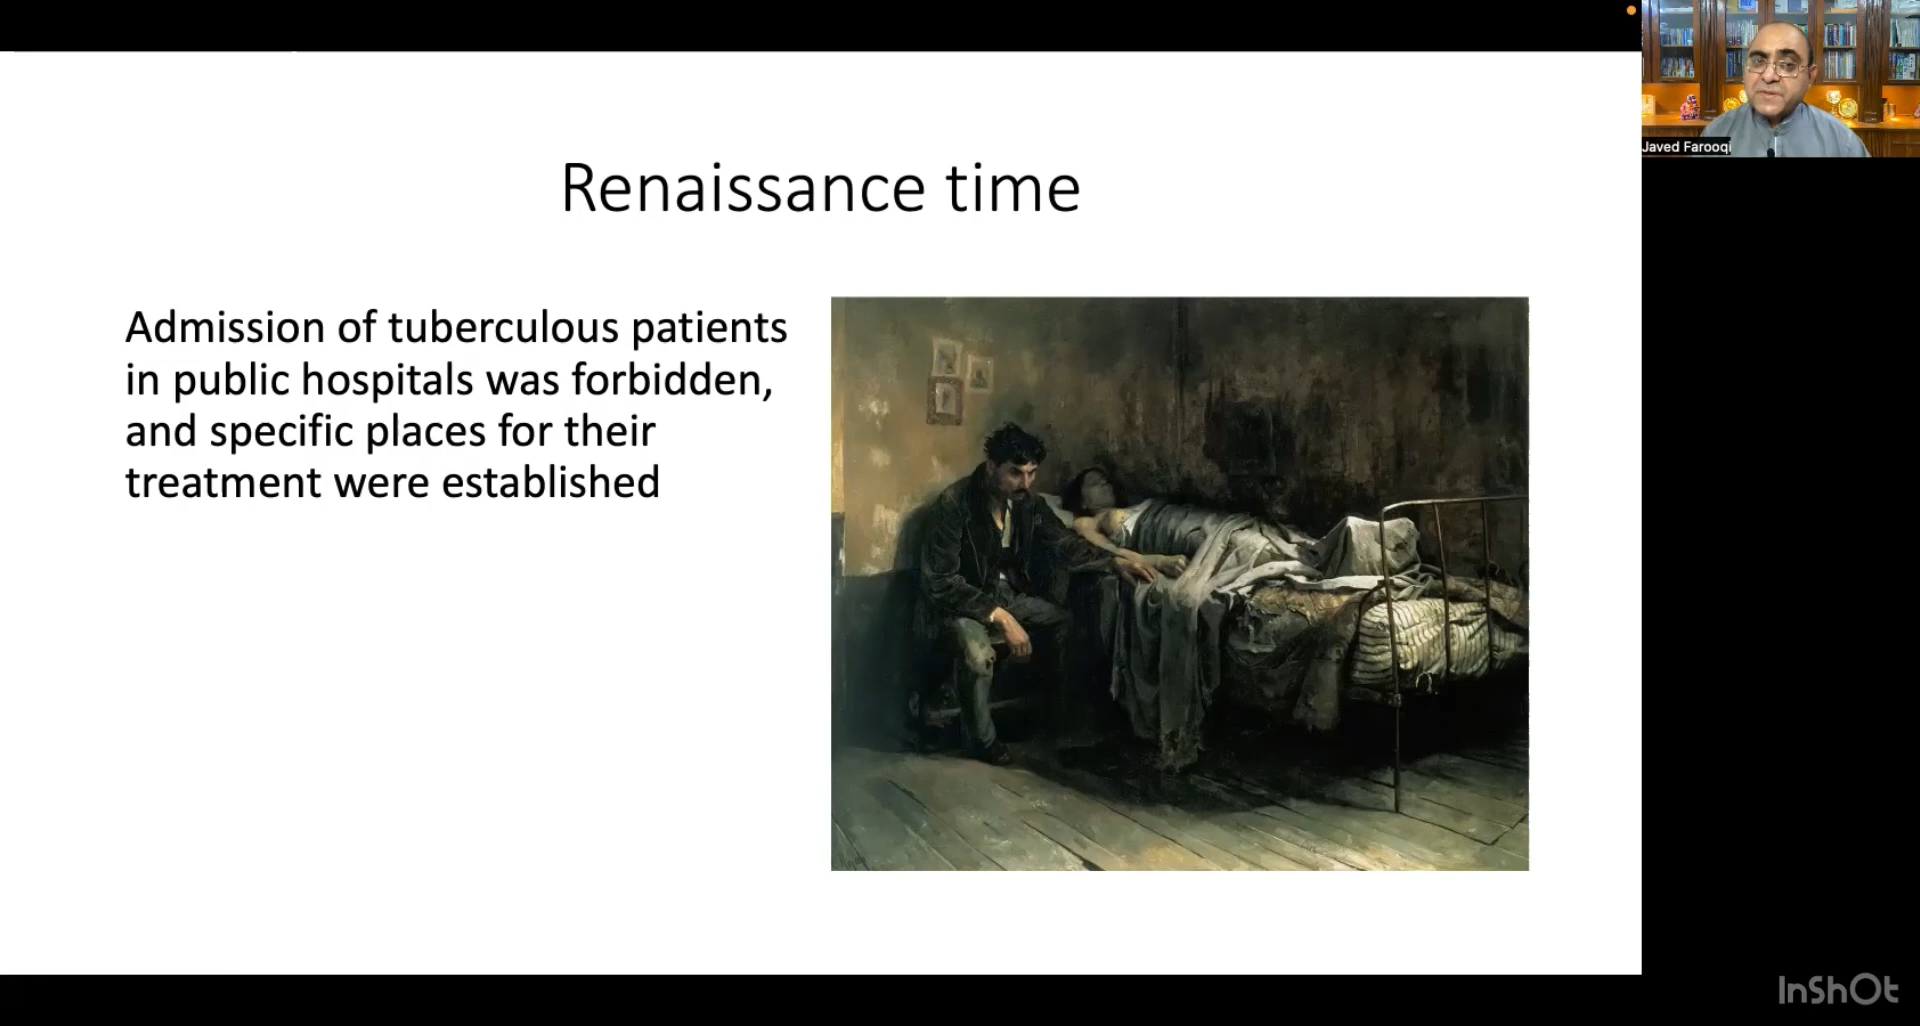 Renaissance time
Admission of tuberculous patients
in public hospitals was forbidden,
and specific places for their
treatment were established
Javed Farooqi
InShOt